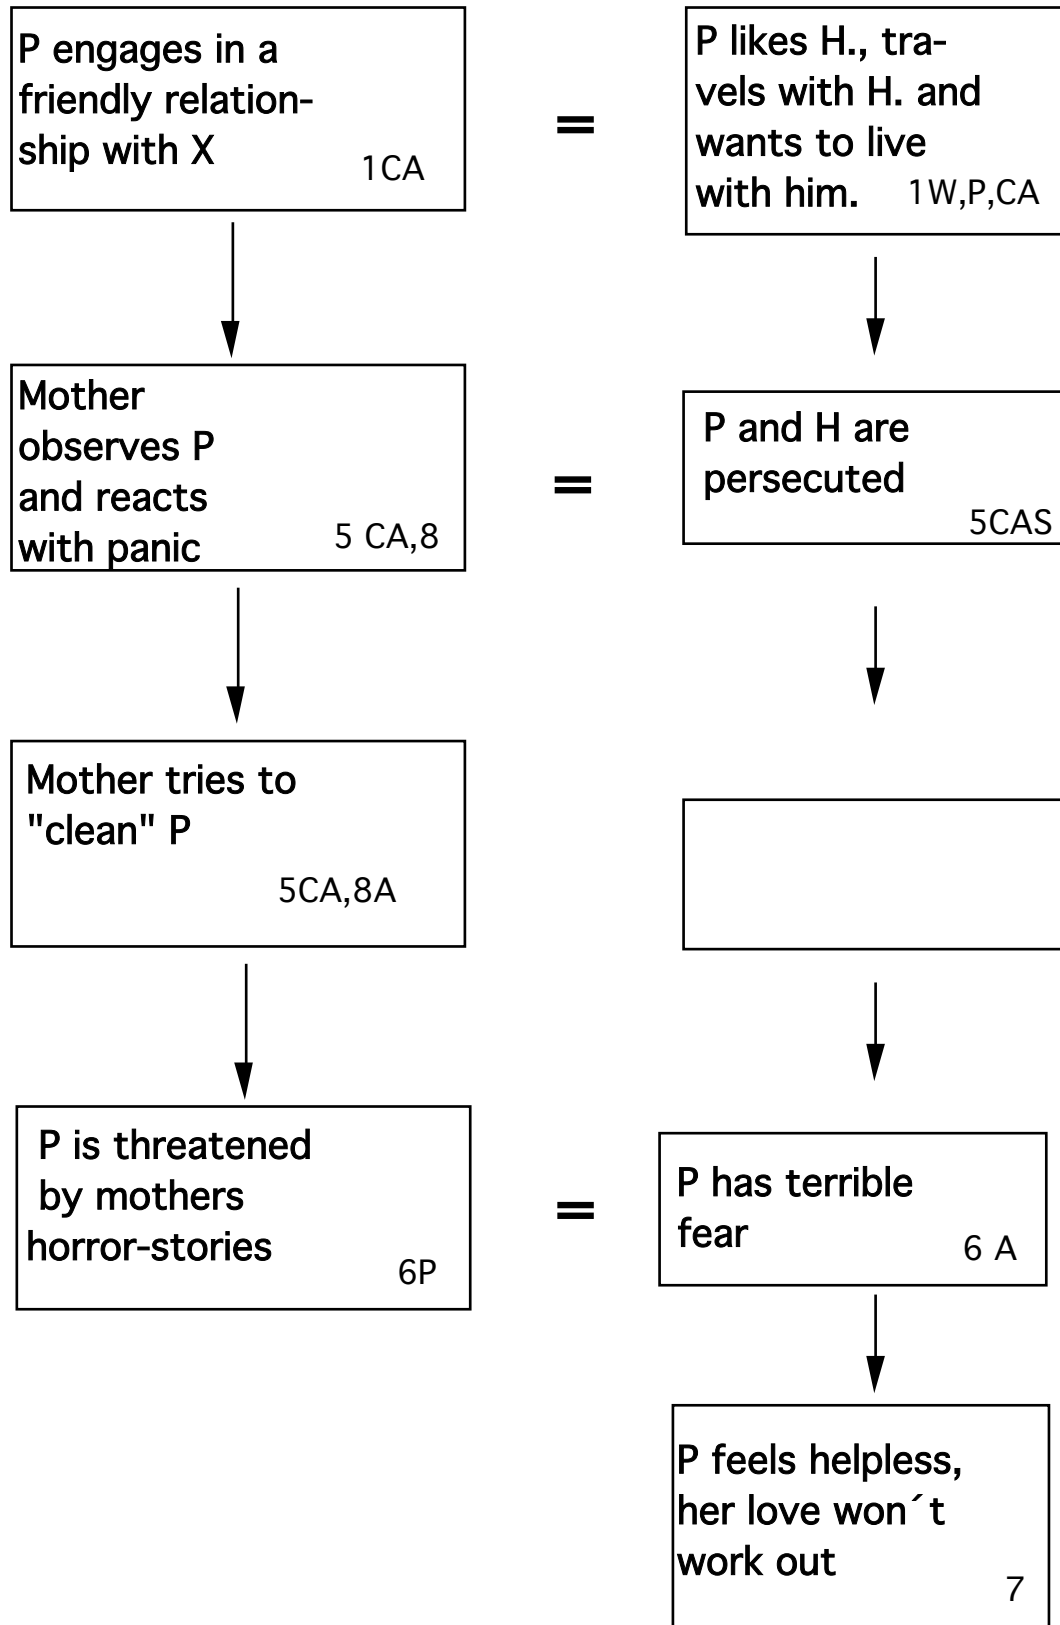 P engages in a
friendly relation-
ship with X
1CA
=
P likes H., tra-
vels with H. and
wants to live
with him. 1W,P,CA
Mother
observes P
and reacts
with panic 5 CA,8
=
P and H are
persecuted
5CAS
Mother tries to
"clean" P
5CA,8A
P is threatened
by mothers
horror-stories
6P
=
P has terrible
fear 6 A
P feels helpless,
her love won´t
work out
7